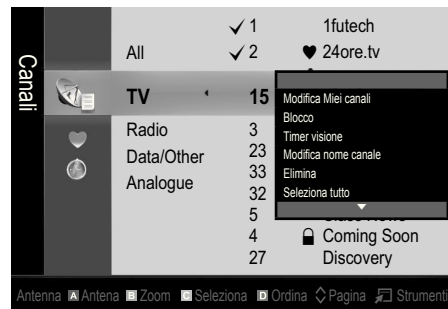 Canali
✓ 1 1futech
All ✓ 2 ♥ 24ore.tv
TV 15
Radio 3
Data/Other 23
Analogue 33
32
5
4 Coming Soon
27 Discovery
Modifica Miei canali
Blocco
Timer visione
Modifica nome canale
Elimina
Seleziona tutto
Antenna A Antena B Zoom C Seleziona D Ordina Pagina Strumenti